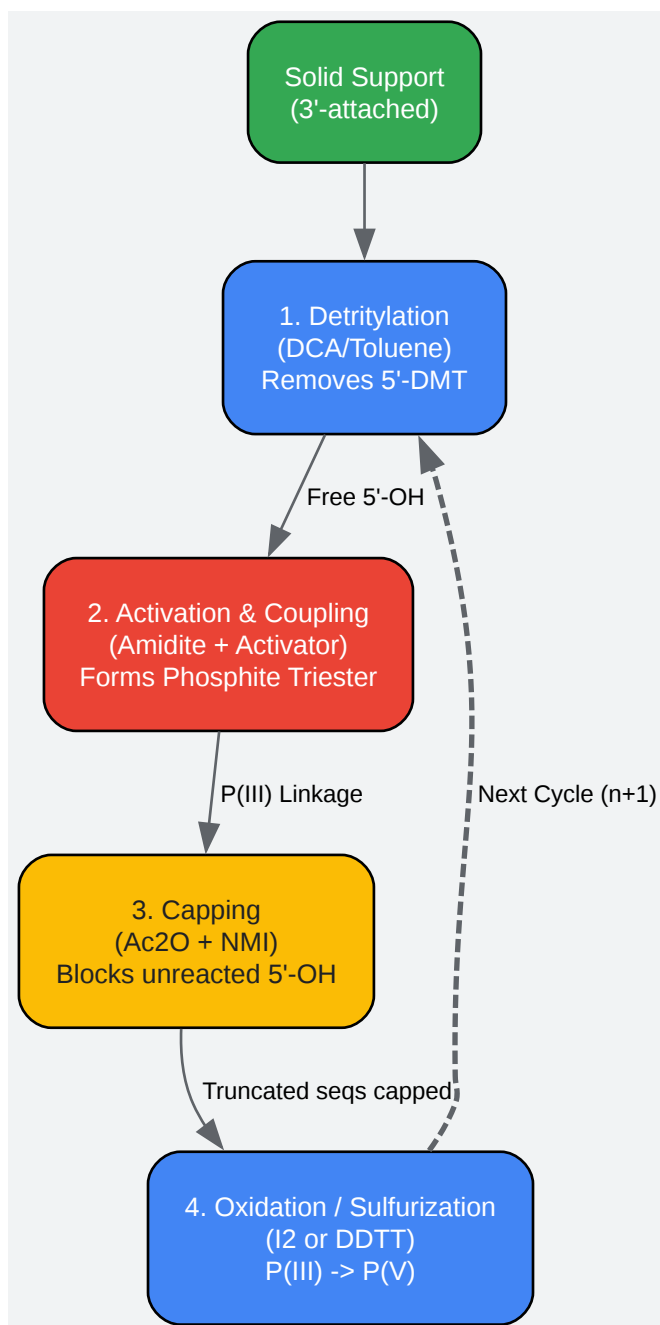 Solid Support
(3'-attached)
1. Detritylation
(DCA/Toluene)
Removes 5'-DMT
Free 5'-OH
2. Activation & Coupling
(Amidite + Activator)
Forms Phosphite Triester
P(III) Linkage
Next Cycle (n+1)
3. Capping
(Ac2O + NMI)
Blocks unreacted 5'-OH
Truncated seqs capped
4. Oxidation / Sulfurization
(I2 or DDTT)
P(III) -> P(V)